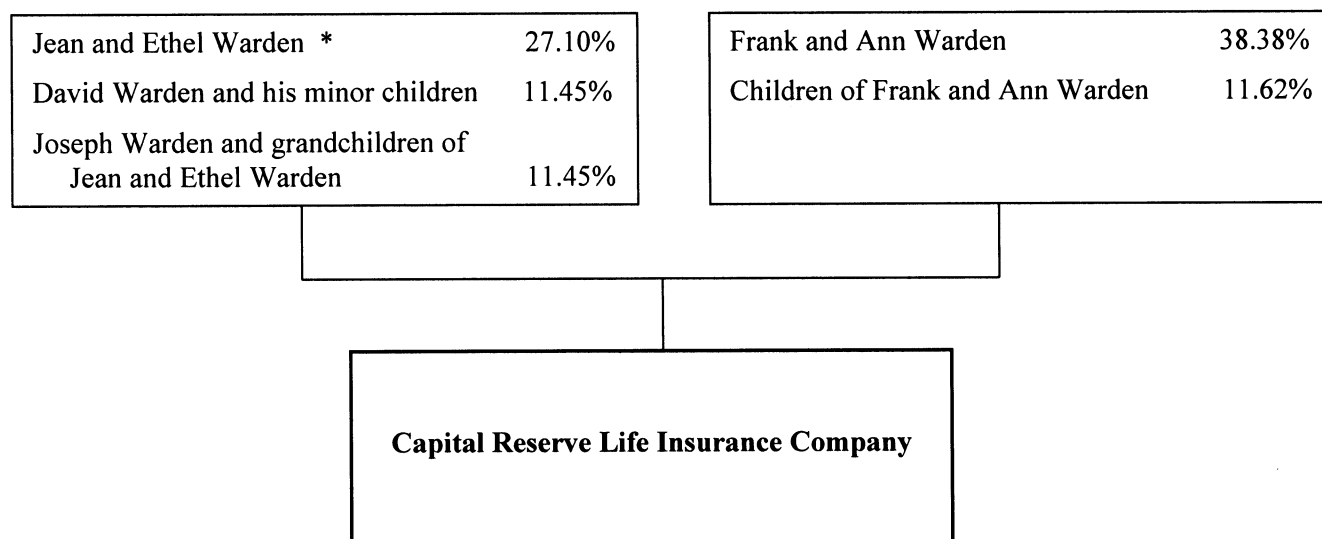 Jean and Ethel Warden * 27.10%
David Warden and his minor children 11.45%
Joseph Warden and grandchildren of
Jean and Ethel Warden 11.45%
Frank and Ann Warden 38.38%
Children of Frank and Ann Warden 11.62%
Capital Reserve Life Insurance Company